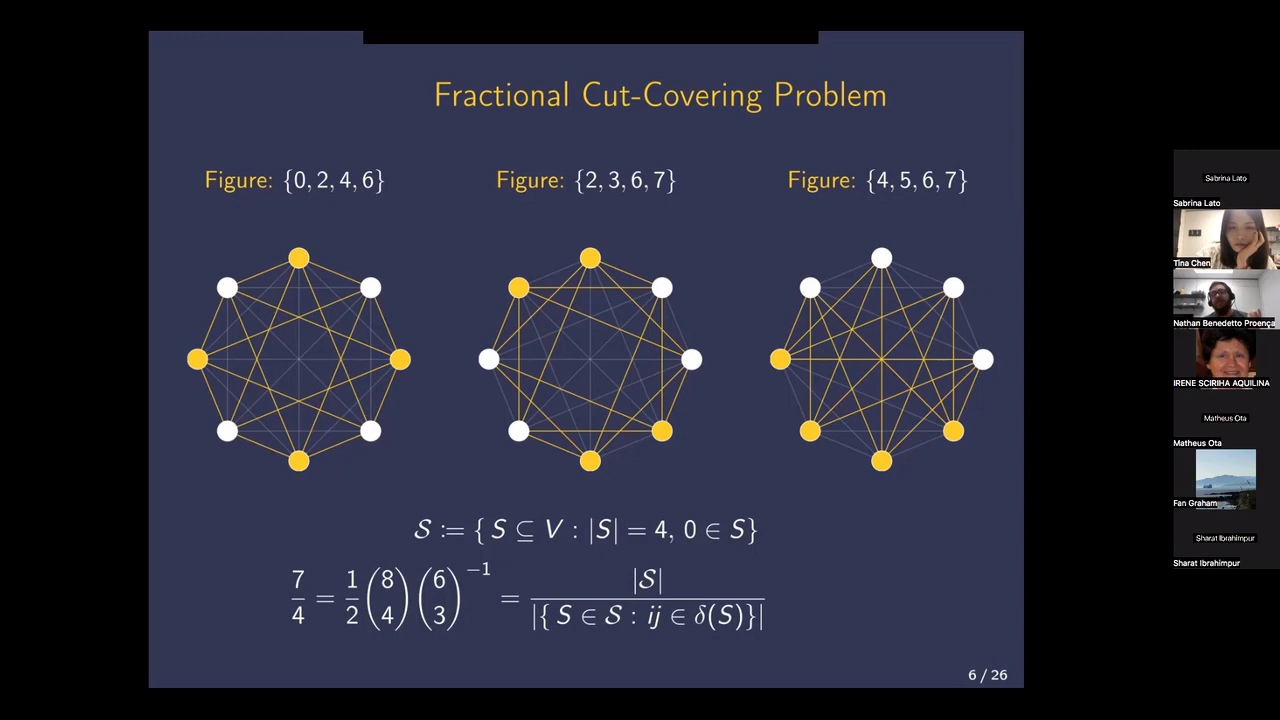 Fractional Cut-Covering Problem
Figure: {0, 2, 4, 6}
Figure: {2, 3, 6, 7}
Figure: {4, 5, 6, 7}
𝒮 := { S ⊆ V : |S| = 4, 0 ∈ S}
7/4 = 1/2 (8 4) (6 3)^−1 = |𝒮| / |{ S ∈ 𝒮 : ij ∈ δ(S)}|
6 / 26
Sabrina Lato
Sabrina Lato
Tina Chen
Nathan Benedetto Proença
IRENE SCIRIHA AQUILINA
Matheus Ota
Matheus Ota
Fan Graham
Sharat Ibrahimpur
Sharat Ibrahimpur